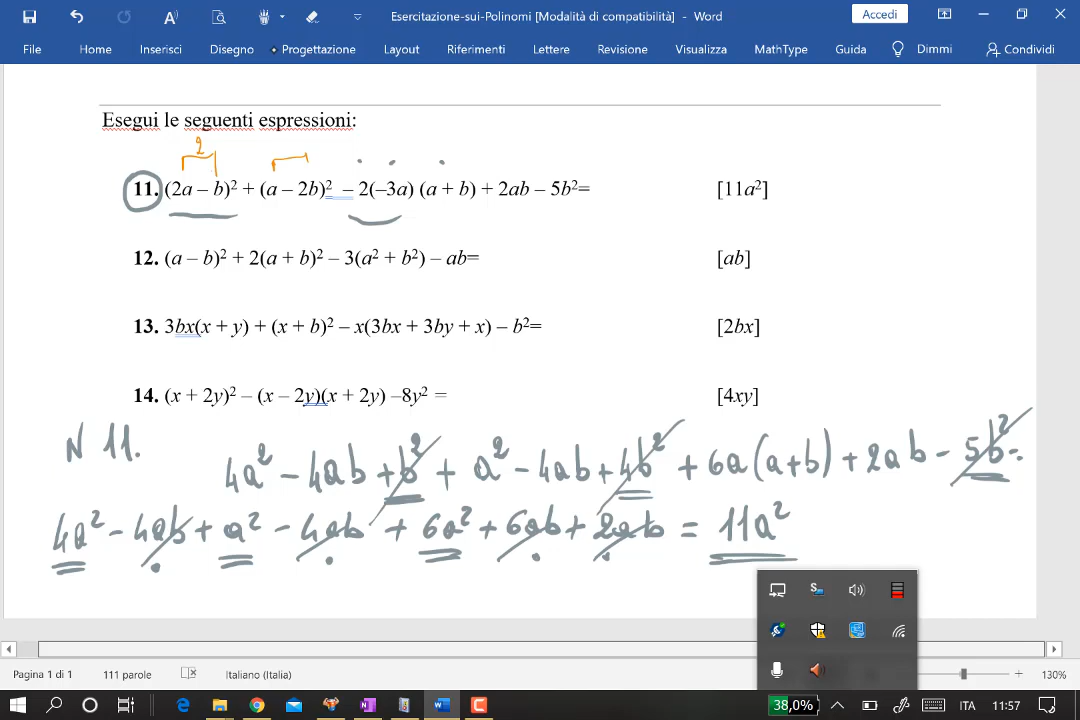 Esercitazione-sui-Polinomi [Modalità di compatibilità] - Word
Accedi
File Home Inserisci Disegno Progettazione Layout Riferimenti Lettere Revisione Visualizza MathType Guida Dimmi Condividi
Esegui le seguenti espressioni:
2
11. (2a – b)² + (a – 2b)² – 2(–3a) (a + b) + 2ab – 5b²= [11a²]
12. (a – b)² + 2(a + b)² – 3(a² + b²) – ab= [ab]
13. 3bx(x + y) + (x + b)² – x(3bx + 3by + x) – b²= [2bx]
14. (x + 2y)² – (x – 2y)(x + 2y) –8y² = [4xy]
N 11.
4a² - 4ab + b² + a² - 4ab + 4b² + 6a(a+b) + 2ab - 5b² =
4a² - 4ab + a² - 4ab + 6a² + 6ab + 2ab = 11a²
Pagina 1 di 1 111 parole Italiano (Italia) 130%
38,0% ITA 11:57